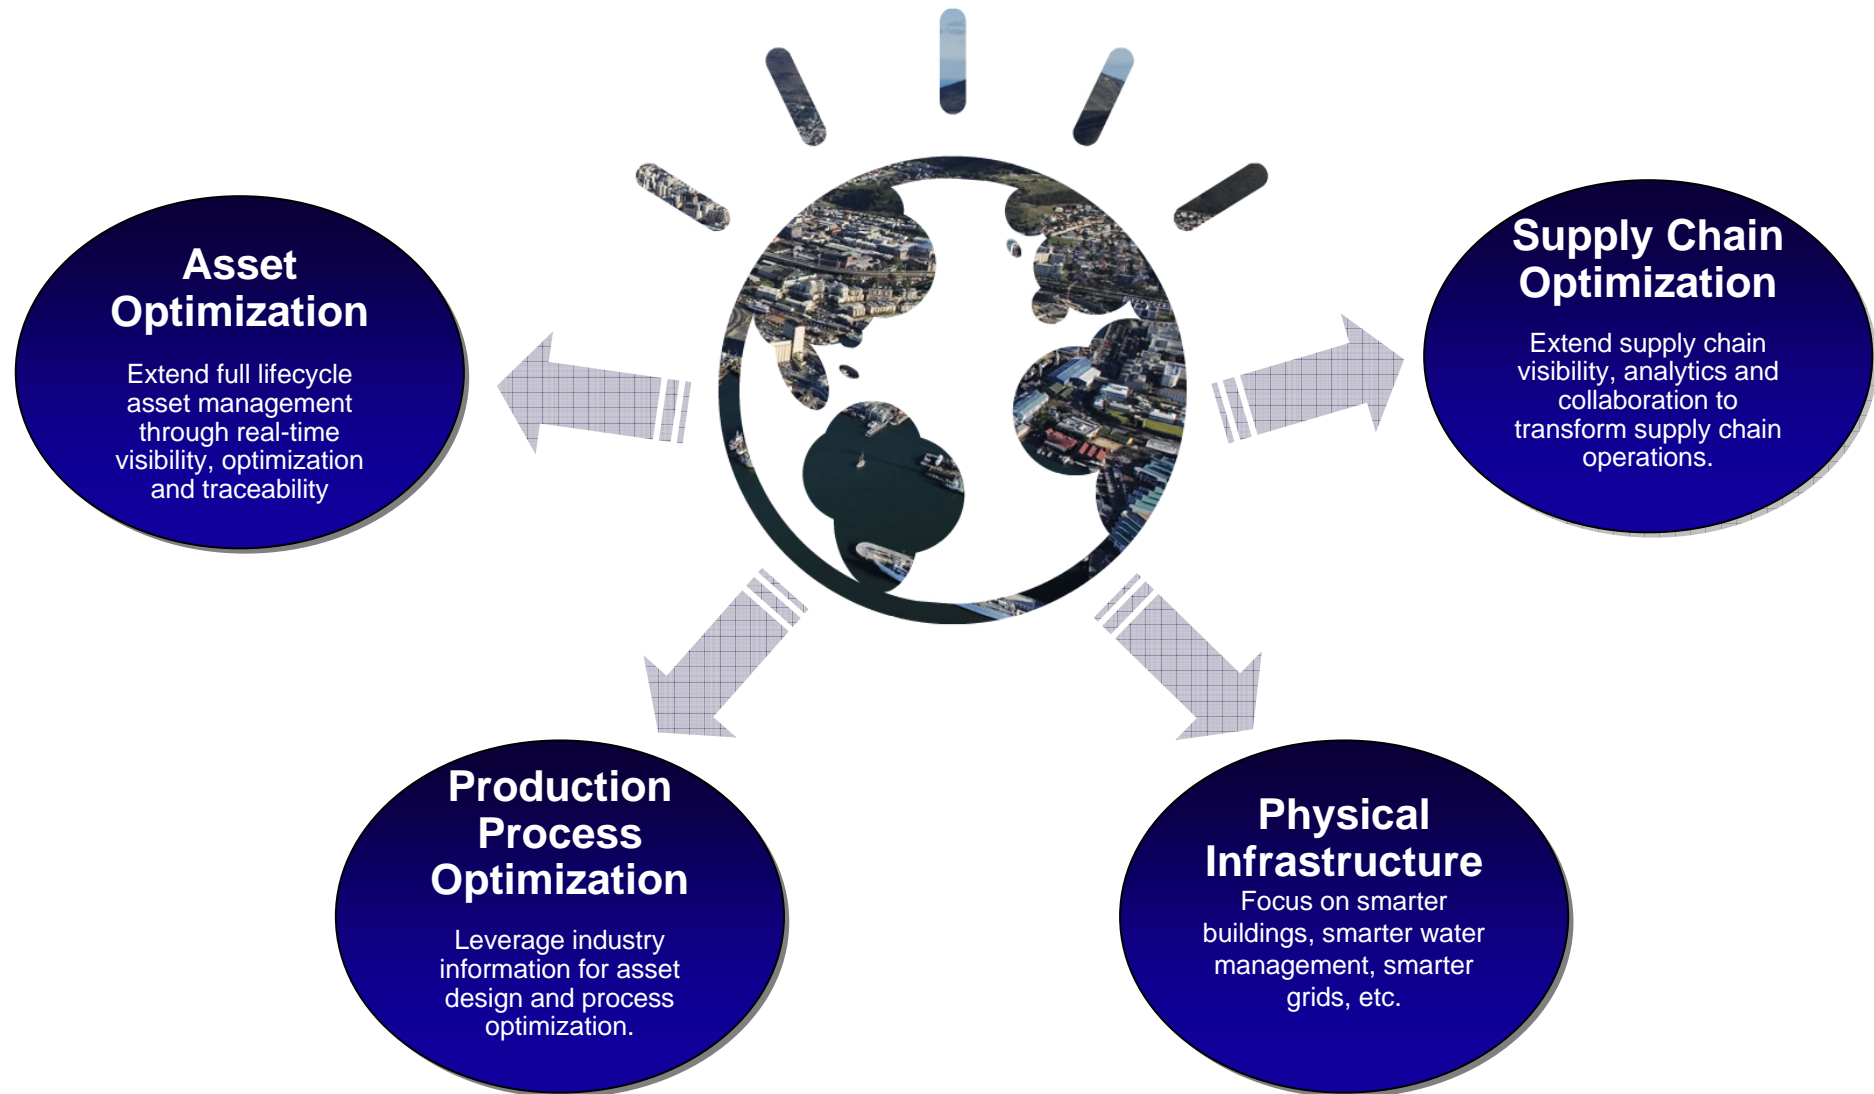 Asset
Optimization
Extend full lifecycle
asset management
through real-time
visibility, optimization
and traceability
Supply Chain
Optimization
Extend supply chain
visibility, analytics and
collaboration to
transform supply chain
operations.
Production
Process
Optimization
Leverage industry
information for asset
design and process
optimization.
Physical
Infrastructure
Focus on smarter
buildings, smarter water
management, smarter
grids, etc.